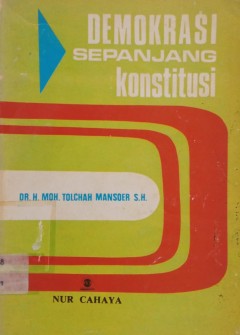 DEMOKRASI
SEPANJANG
konstitusi
DR. H. MOH. TOLCHAH MANSOER S.H.
NUR CAHAYA